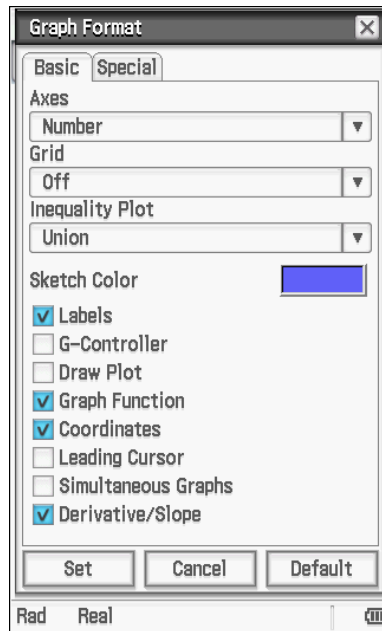 Graph Format
Basic Special
Axes
Number
Grid
Off
Inequality Plot
Union
Sketch Color
Labels
G-Controller
Draw Plot
Graph Function
Coordinates
Leading Cursor
Simultaneous Graphs
Derivative/Slope
Set Cancel Default
Rad Real